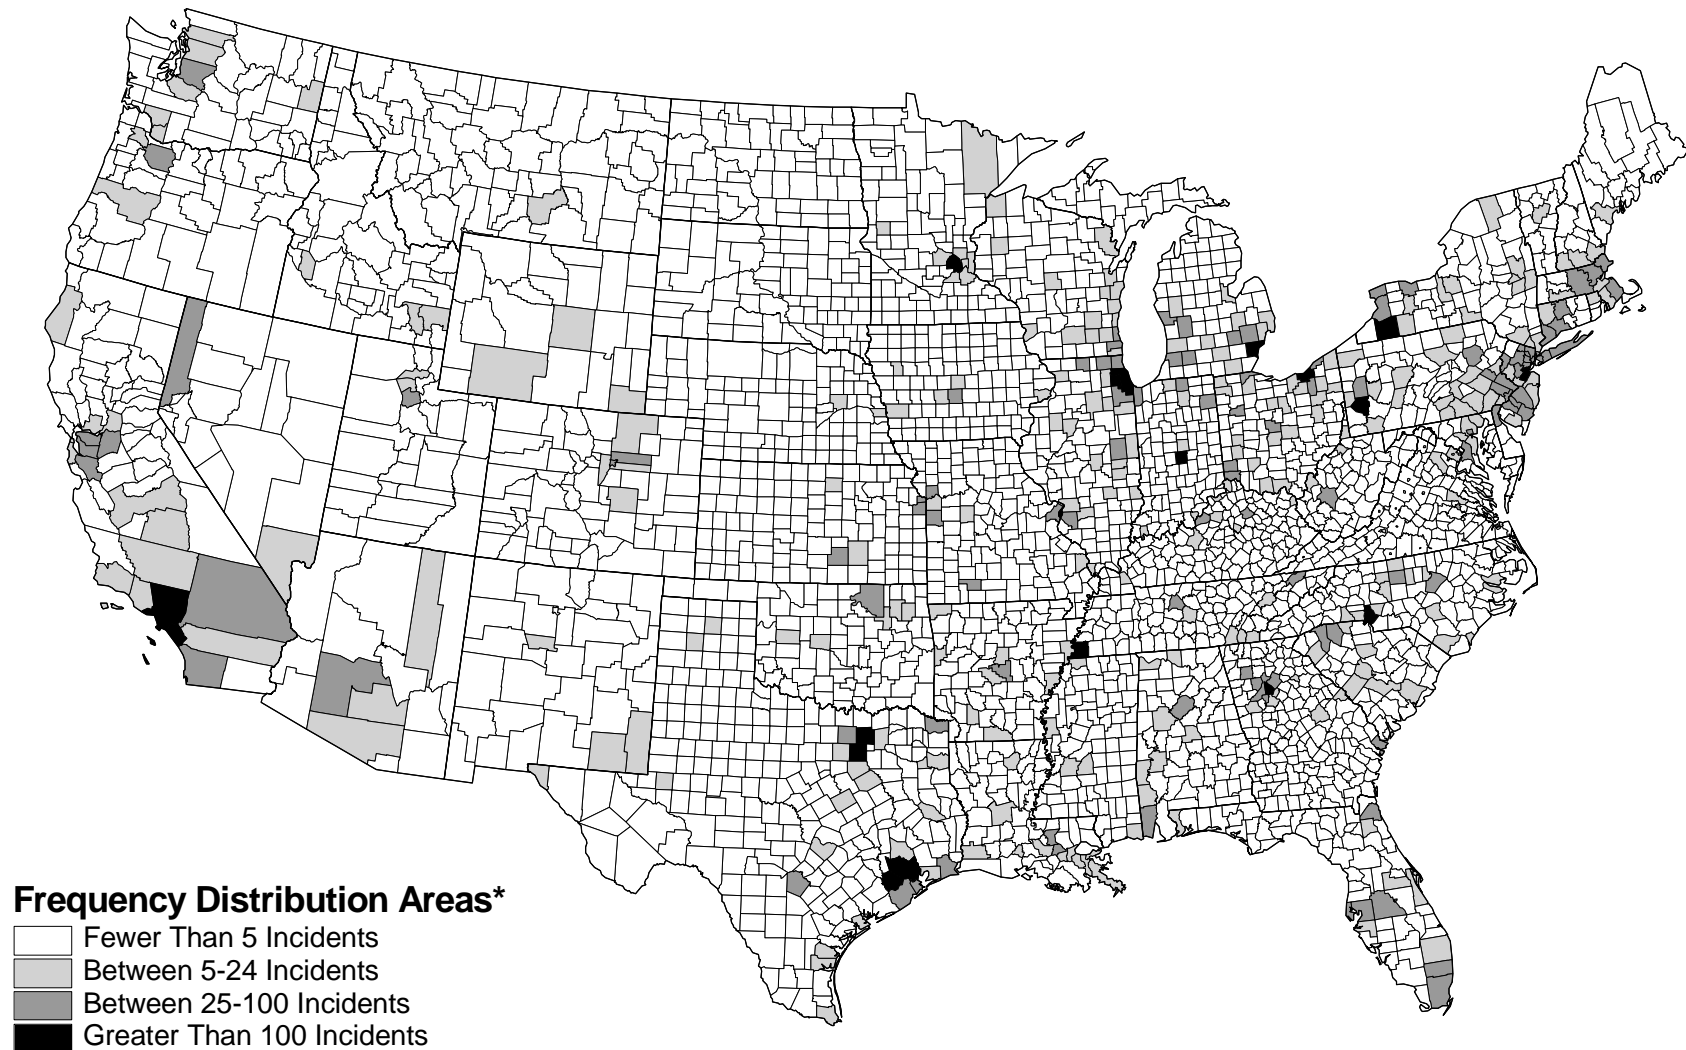 Frequency Distribution Areas*
Fewer Than 5 Incidents
Between 5-24 Incidents
Between 25-100 Incidents
Greater Than 100 Incidents